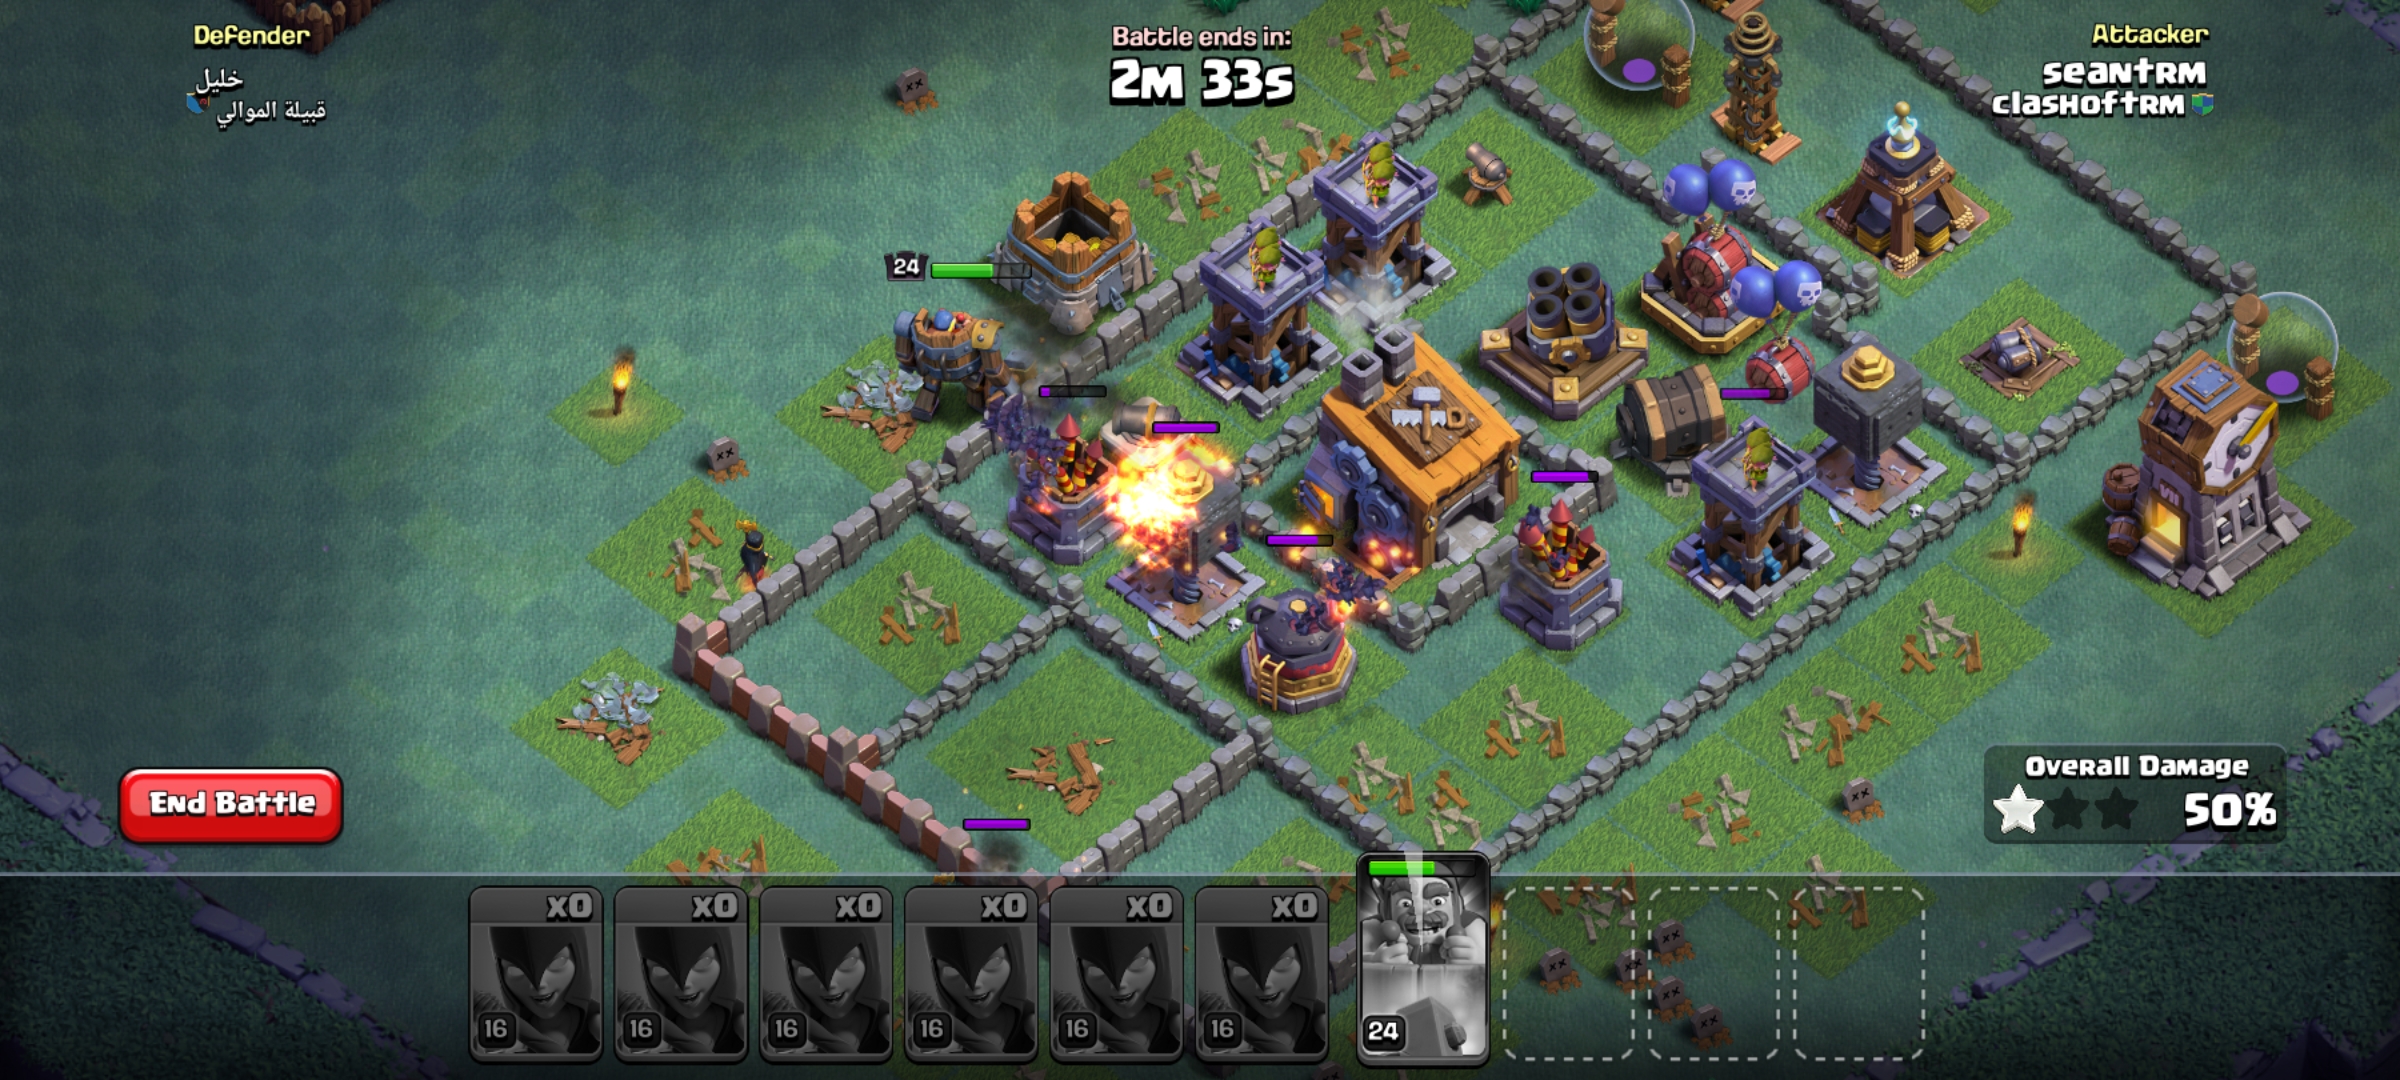 Defender
خليل
قبيلة الموالي
Battle ends in:
2M 33s
Attacker
seantRM
clashoftRM
24
VII
End Battle
Overall Damage
50%
x0
x0
x0
x0
x0
x0
16
16
16
16
16
16
24